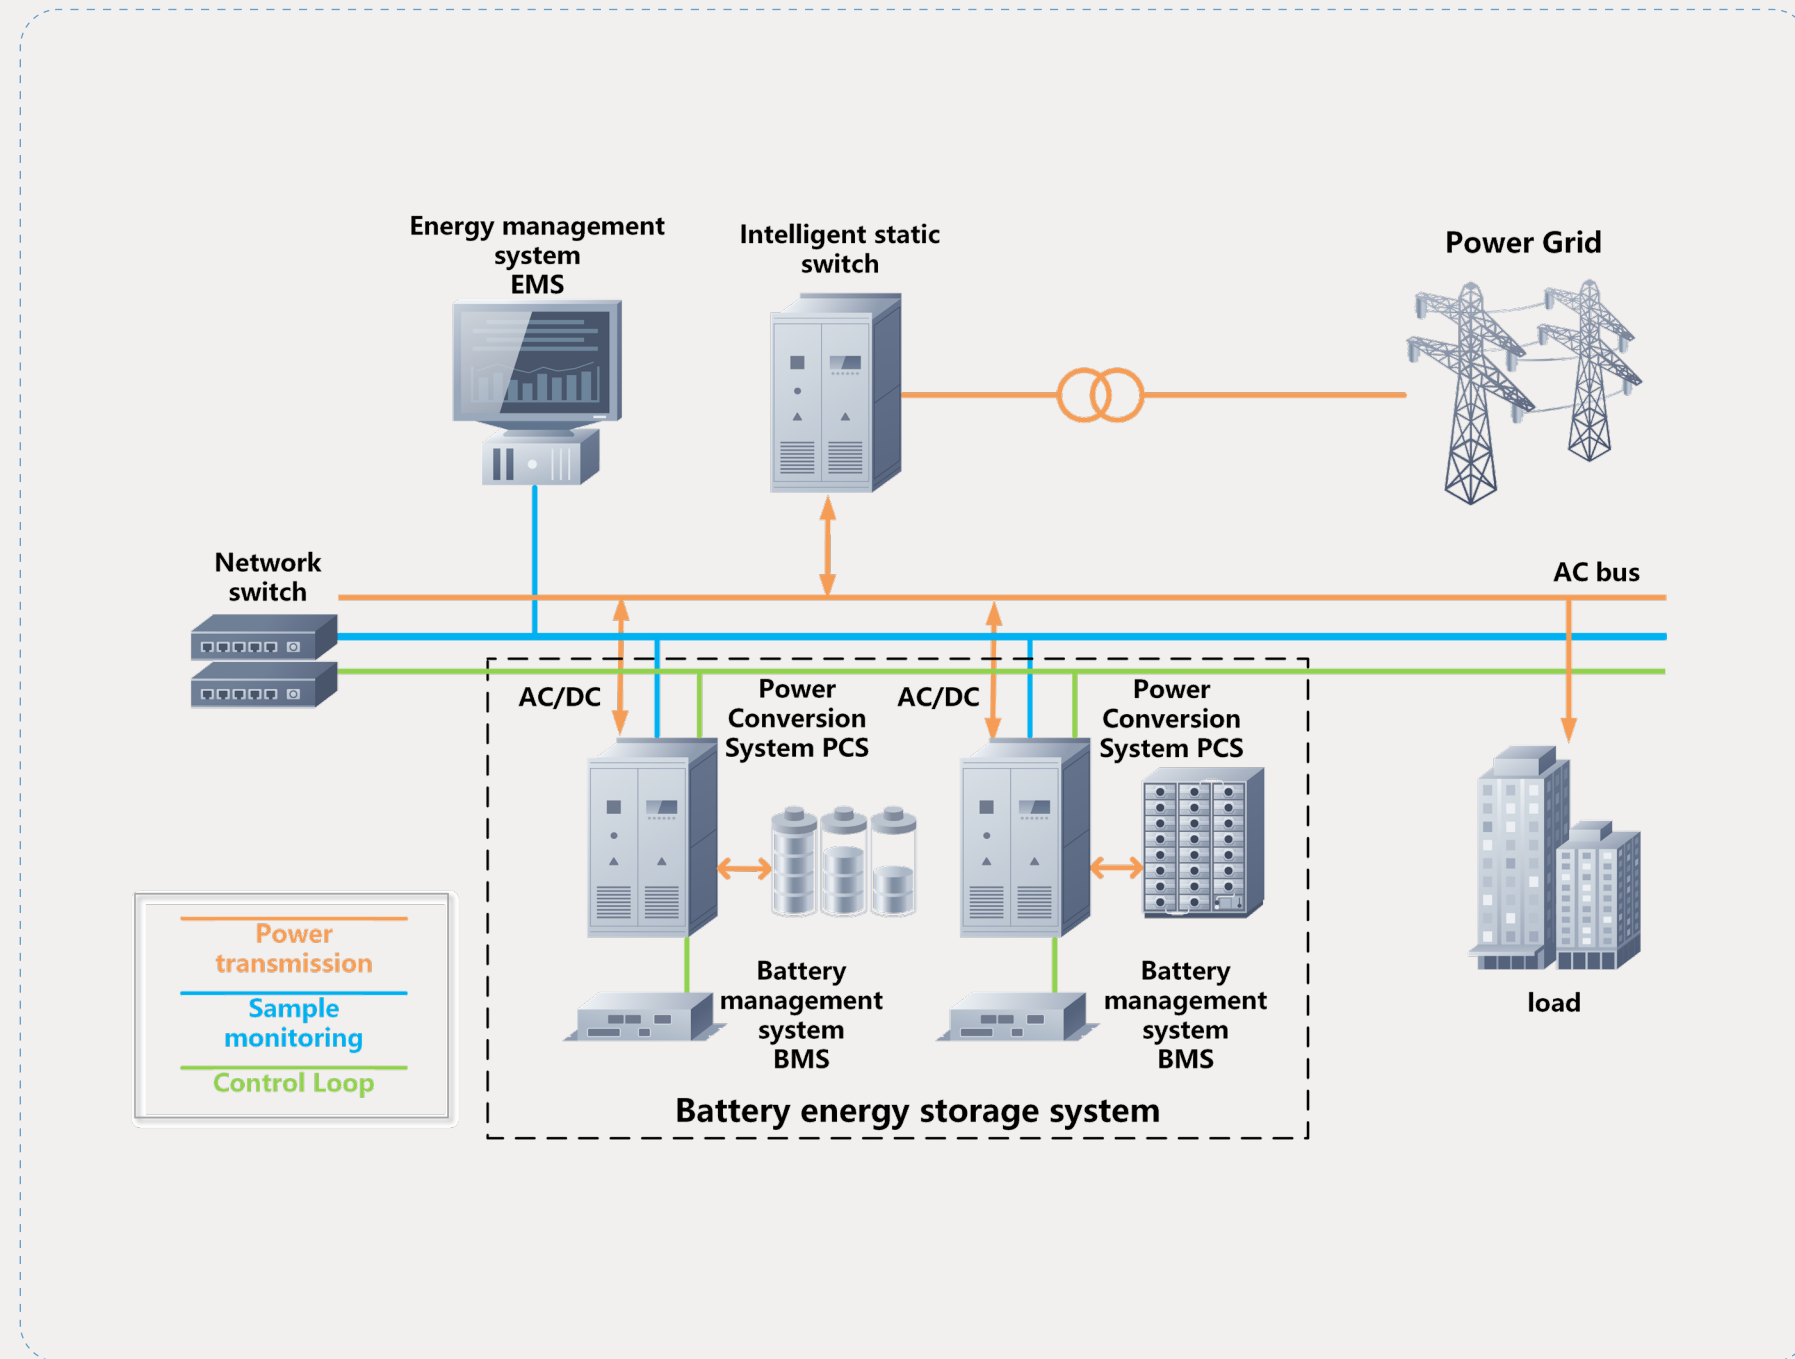 Energy management
system
EMS
Intelligent static
switch
Power Grid
Network
switch
AC bus
AC/DC
Power
Conversion
System PCS
AC/DC
Power
Conversion
System PCS
Power
transmission
Sample
monitoring
Control Loop
Battery
management
system
BMS
Battery
management
system
BMS
load
Battery energy storage system